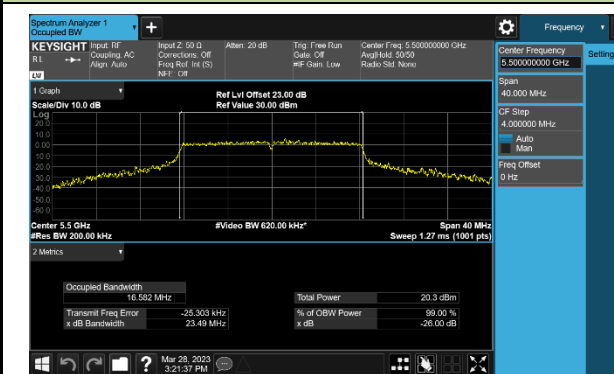 Spectrum Analyzer 1
Occupied BW
Frequency
KEYSIGHT
Input: RF
Coupling: AC
Align: Auto
Input Z: 50 Ω
Corrections: Off
Freq Ref: Int (S)
NFE: Off
Atten: 20 dB
Trig: Free Run
Gate: Off
#IF Gain: Low
Center Freq: 5.500000000 GHz
Avg|Hold: 50/50
Radio Std: None
1 Graph
Scale/Div 10.0 dB
Ref Lvl Offset 23.00 dB
Ref Value 30.00 dBm
Log
20.0
10.0
0.00
-10.0
-20.0
-30.0
-40.0
-50.0
-60.0
Center 5.5 GHz
#Res BW 200.00 kHz
#Video BW 620.00 kHz*
Span 40 MHz
Sweep 1.27 ms (1001 pts)
2 Metrics
Occupied Bandwidth
16.582 MHz
Total Power 20.3 dBm
Transmit Freq Error -25.303 kHz
% of OBW Power 99.00 %
x dB Bandwidth 23.49 MHz
x dB -26.00 dB
Mar 28, 2023
3:21:37 PM
Center Frequency
5.500000000 GHz
Settings
Span
40.000 MHz
CF Step
4.000000 MHz
Auto
Man
Freq Offset
0 Hz